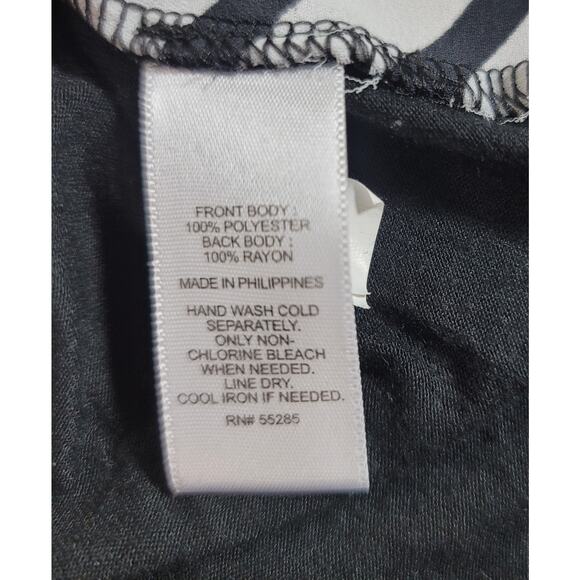 FRONT BODY :
100% POLYESTER
BACK BODY :
100% RAYON
MADE IN PHILIPPINES
HAND WASH COLD
SEPARATELY.
ONLY NON-
CHLORINE BLEACH
WHEN NEEDED.
LINE DRY.
COOL IRON IF NEEDED.
RN# 55285